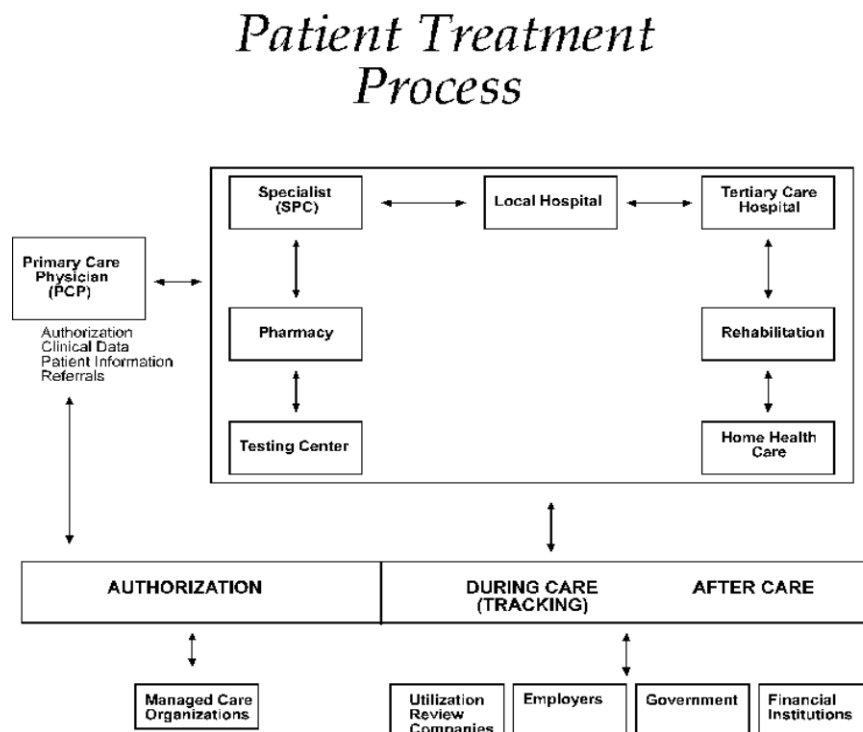 Patient Treatment
Process
Specialist
(SPC)
Local Hospital
Tertiary Care
Hospital
Primary Care
Physician
(PCP)
Authorization
Clinical Data
Patient Information
Referrals
Pharmacy
Rehabilitation
Testing Center
Home Health
Care
AUTHORIZATION
DURING CARE
(TRACKING)
AFTER CARE
Managed Care
Organizations
Utilization
Review
Companies
Employers
Government
Financial
Institutions